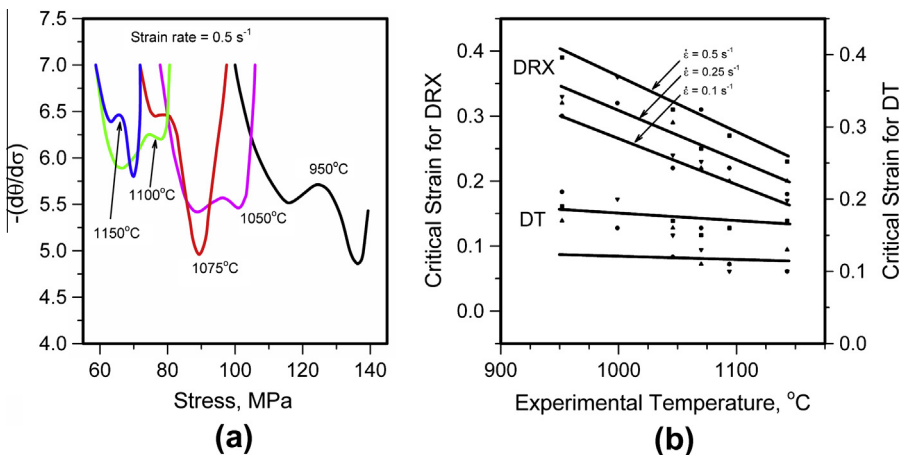 7.5
7.0
6.5
6.0
5.5
5.0
4.5
4.0
-(dθ/dσ)
Strain rate = 0.5 s⁻¹
950°C
1100°C
1150°C
1050°C
1075°C
60 80 100 120 140
Stress, MPa
(a)
0.4
0.3
0.2
0.1
0.0
Critical Strain for DRX
DRX
DT
ε̇ = 0.5 s⁻¹
ε̇ = 0.25 s⁻¹
ε̇ = 0.1 s⁻¹
0.4
0.3
0.2
0.1
0.0
Critical Strain for DT
900 1000 1100
Experimental Temperature, °C
(b)